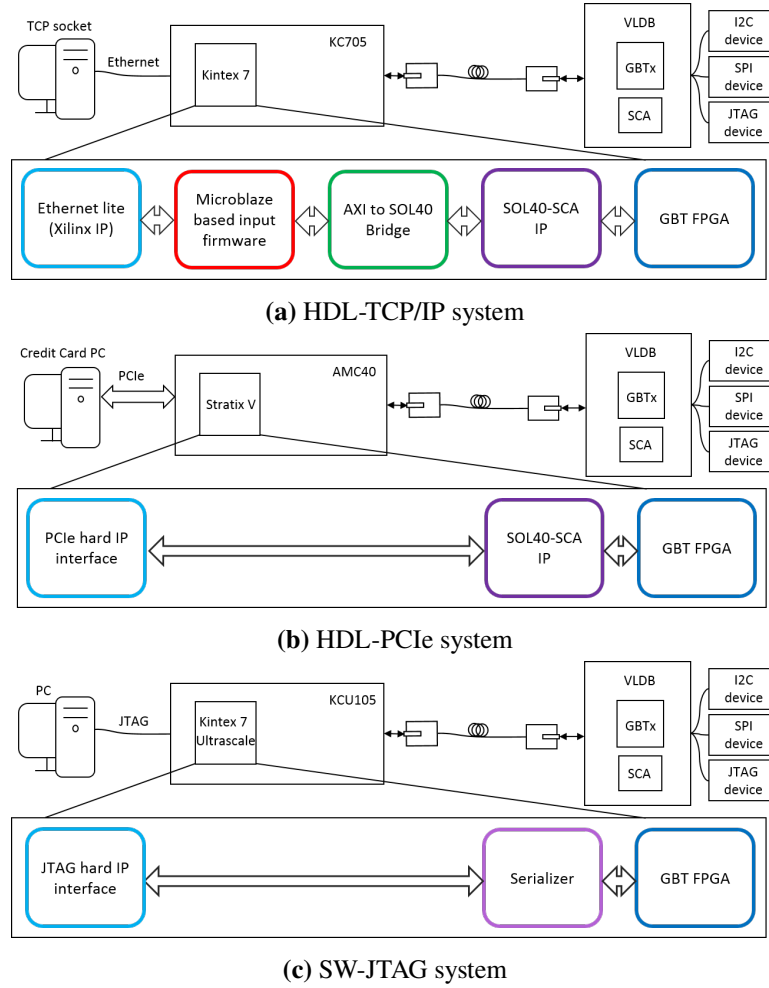 TCP socket
Ethernet
KC705
Kintex 7
VLDB
GBTx
SCA
I2C
device
SPI
device
JTAG
device
Ethernet lite
(Xilinx IP)
Microblaze
based input
firmware
AXI to SOL40
Bridge
SOL40-SCA
IP
GBT FPGA
(a) HDL-TCP/IP system
Credit Card PC
PCIe
AMC40
Stratix V
VLDB
GBTx
SCA
I2C
device
SPI
device
JTAG
device
PCIe hard IP
interface
SOL40-SCA
IP
GBT FPGA
(b) HDL-PCIe system
PC
JTAG
KCU105
Kintex 7
Ultrascale
VLDB
GBTx
SCA
I2C
device
SPI
device
JTAG
device
JTAG hard IP
interface
Serializer
GBT FPGA
(c) SW-JTAG system